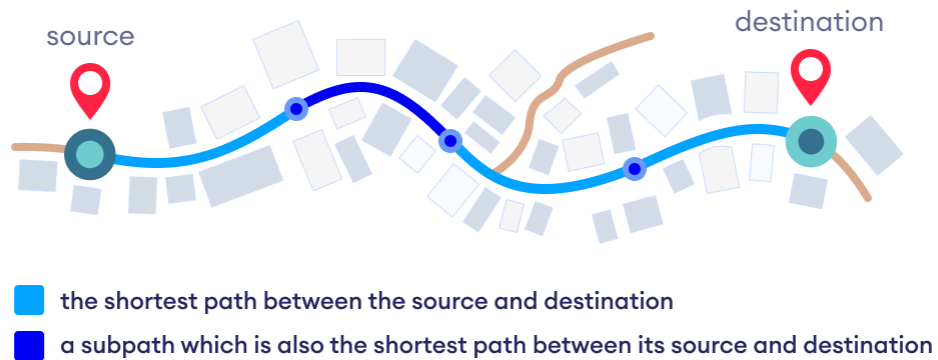 source
destination
the shortest path between the source and destination
a subpath which is also the shortest path between its source and destination